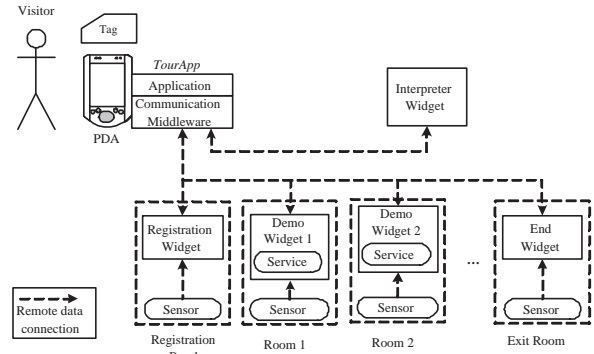 Visitor
Tag
TourApp
Application
Communication
Middleware
PDA
Interpreter
Widget
Registration
Widget
Demo
Widget 1
Service
Demo
Widget 2
Service
...
End
Widget
Sensor
Sensor
Sensor
Sensor
Remote data
connection
Registration
Room 1
Room 2
Exit Room